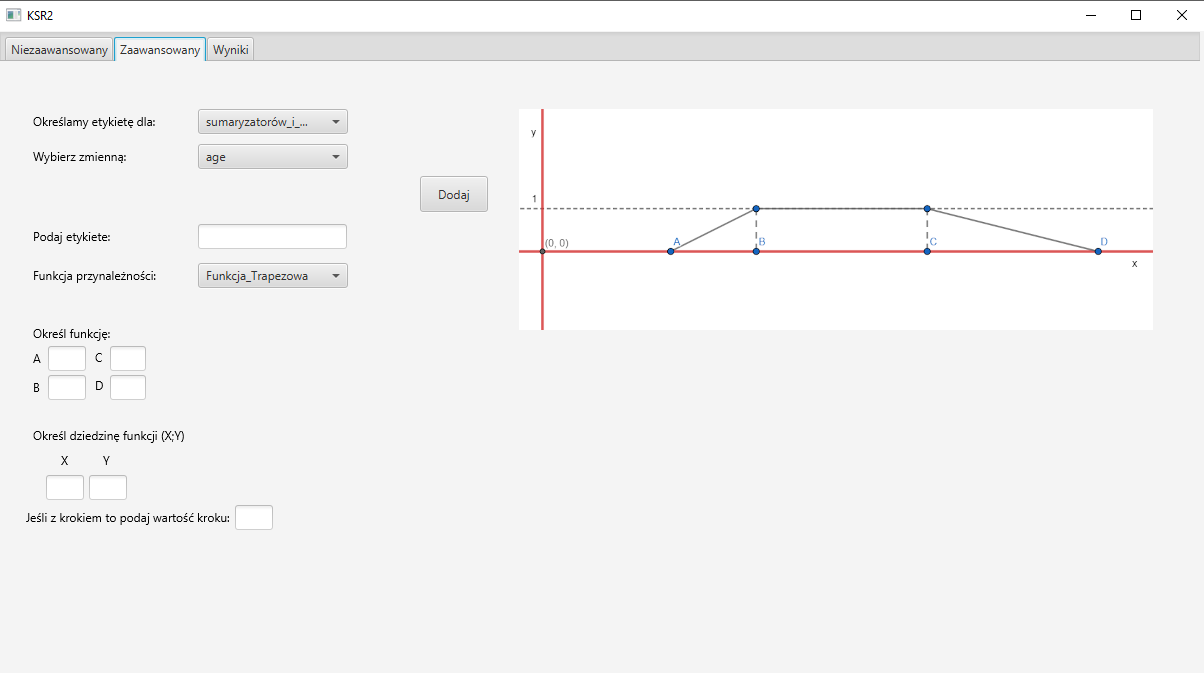 KSR2
Niezaawansowany Zaawansowany Wyniki
Określamy etykietę dla: sumaryzatorów_i_...
Wybierz zmienną: age
Dodaj
Podaj etykiete:
Funkcja przynależności: Funkcja_Trapezowa
Określ funkcję:
A C
B D
Określ dziedzinę funkcji (X;Y)
X Y
Jeśli z krokiem to podaj wartość kroku:
y
1
(0, 0) A B C D
x